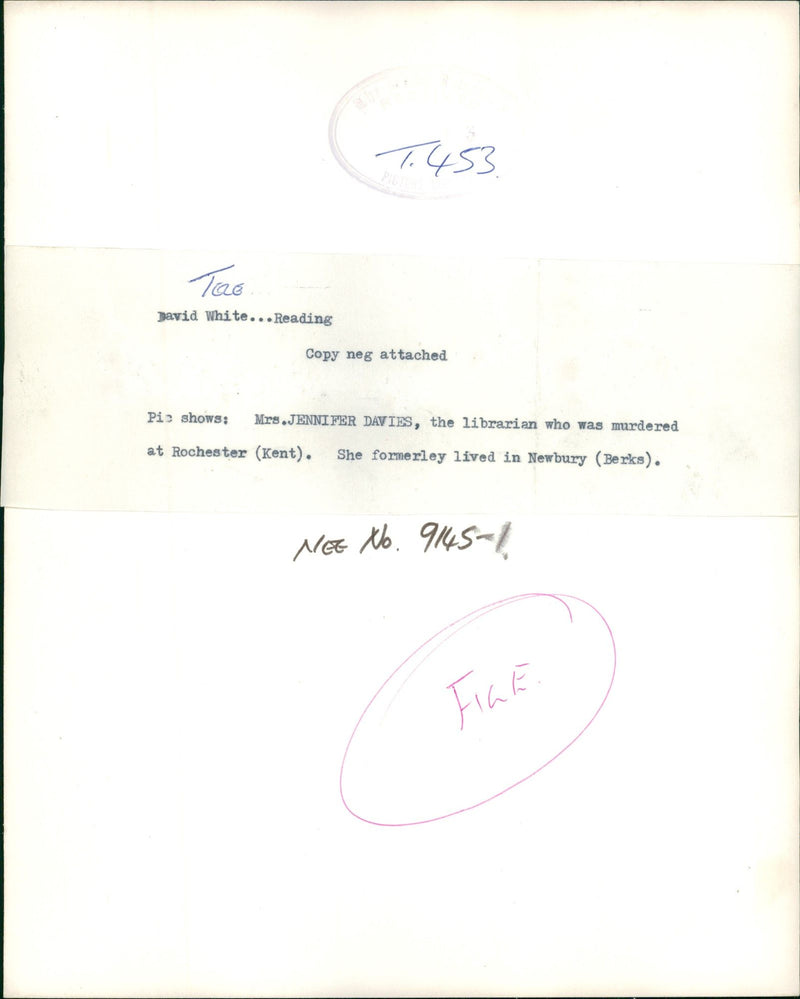 T.453.
PICTURE
Tele
David White...Reading
Copy neg attached
Pic shows: Mrs.JENNIFER DAVIES, the librarian who was murdered
at Rochester (Kent). She formerley lived in Newbury (Berks).
NEG No. 9145-1
FILE.